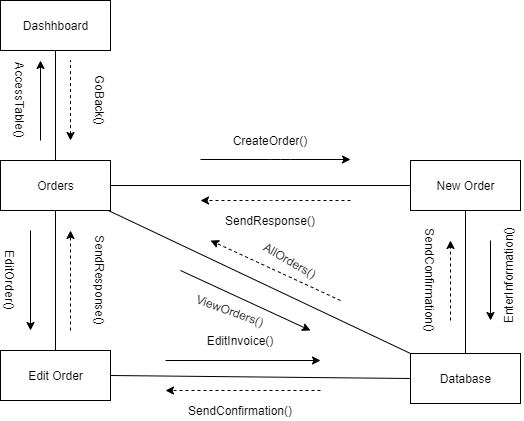 Dashhboard
AccessTable()
GoBack()
CreateOrder()
Orders
New Order
SendResponse()
AllOrders()
EditOrder()
SendResponse()
SendConfirmation()
EnterInformation()
ViewOrders()
EditInvoice()
Edit Order
Database
SendConfirmation()